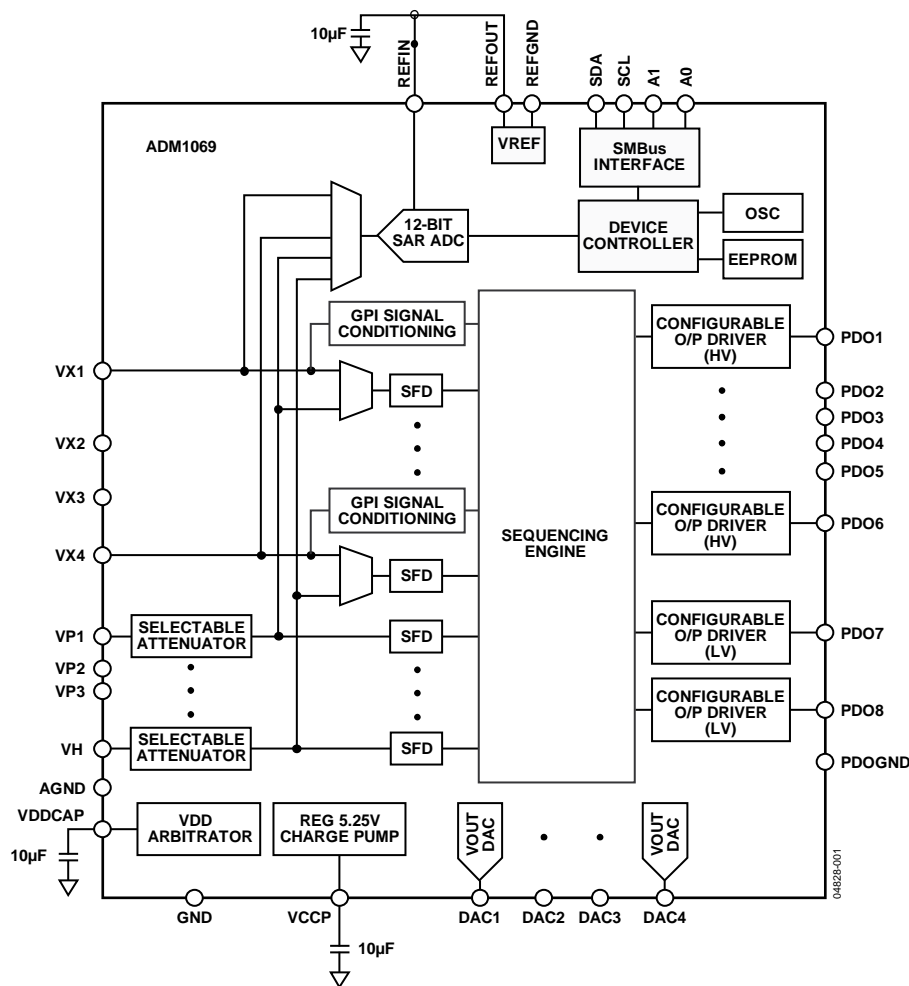 10µF
REFIN
REFOUT
REFGND
SDA
SCL
A1
A0
ADM1069
VREF
SMBus
INTERFACE
12-BIT
SAR ADC
DEVICE
CONTROLLER
OSC
EEPROM
GPI SIGNAL
CONDITIONING
CONFIGURABLE
O/P DRIVER
(HV)
PDO1
VX1
SFD
PDO2
PDO3
VX2
PDO4
PDO5
VX3
GPI SIGNAL
CONDITIONING
SEQUENCING
ENGINE
CONFIGURABLE
O/P DRIVER
(HV)
PDO6
VX4
SFD
VP1
SELECTABLE
ATTENUATOR
SFD
CONFIGURABLE
O/P DRIVER
(LV)
PDO7
VP2
VP3
CONFIGURABLE
O/P DRIVER
(LV)
PDO8
VH
SELECTABLE
ATTENUATOR
SFD
PDOGND
AGND
VDDCAP
10µF
VDD
ARBITRATOR
REG 5.25V
CHARGE PUMP
VOUT
DAC
VOUT
DAC
04828-001
GND
VCCP
DAC1
DAC2
DAC3
DAC4
10µF